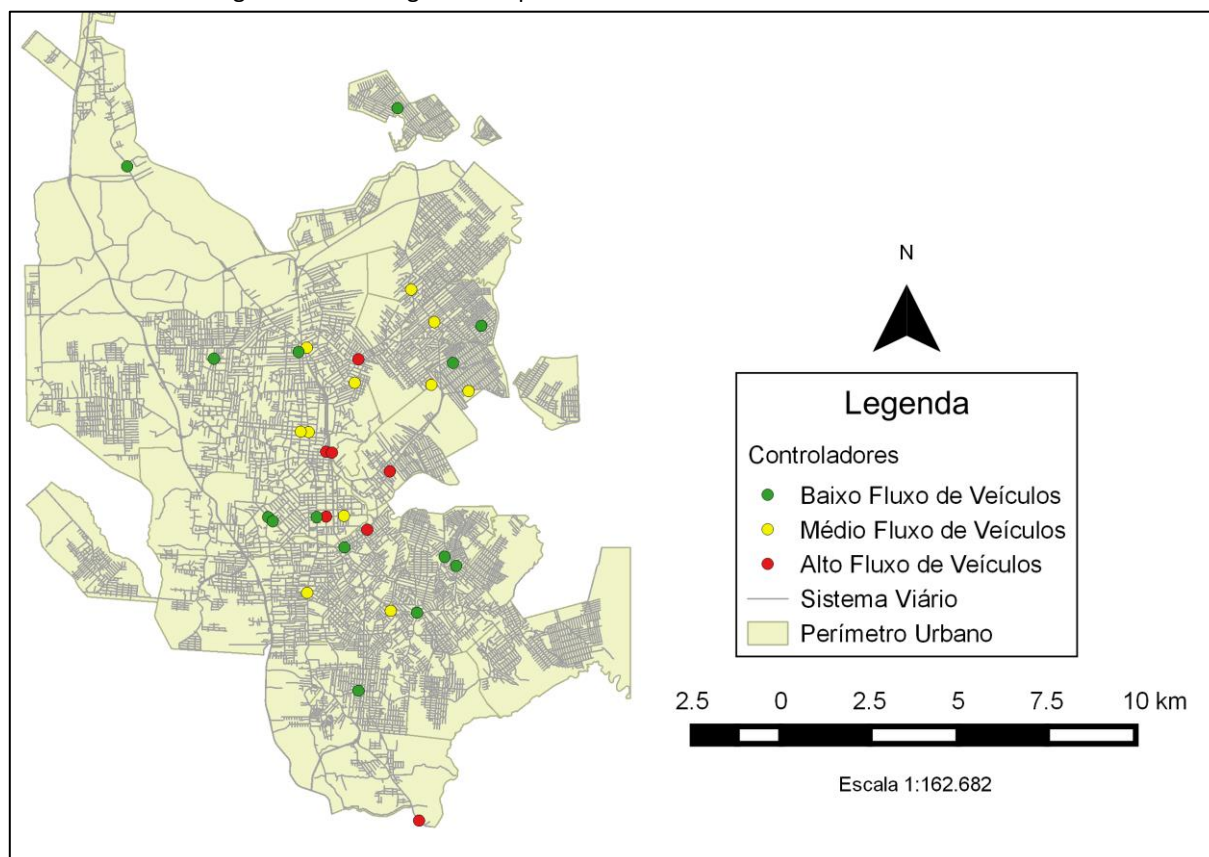 N
Legenda
Controladores
Baixo Fluxo de Veículos
Médio Fluxo de Veículos
Alto Fluxo de Veículos
Sistema Viário
Perímetro Urbano
2.5 0 2.5 5 7.5 10 km
Escala 1:162.682